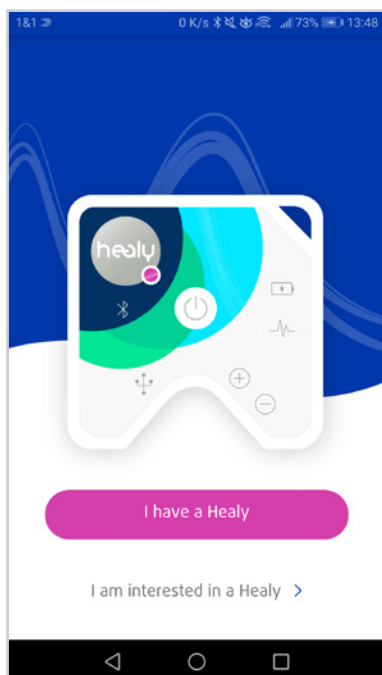 1&1 0 K/s 73% 13:48
healy
I have a Healy
I am interested in a Healy >